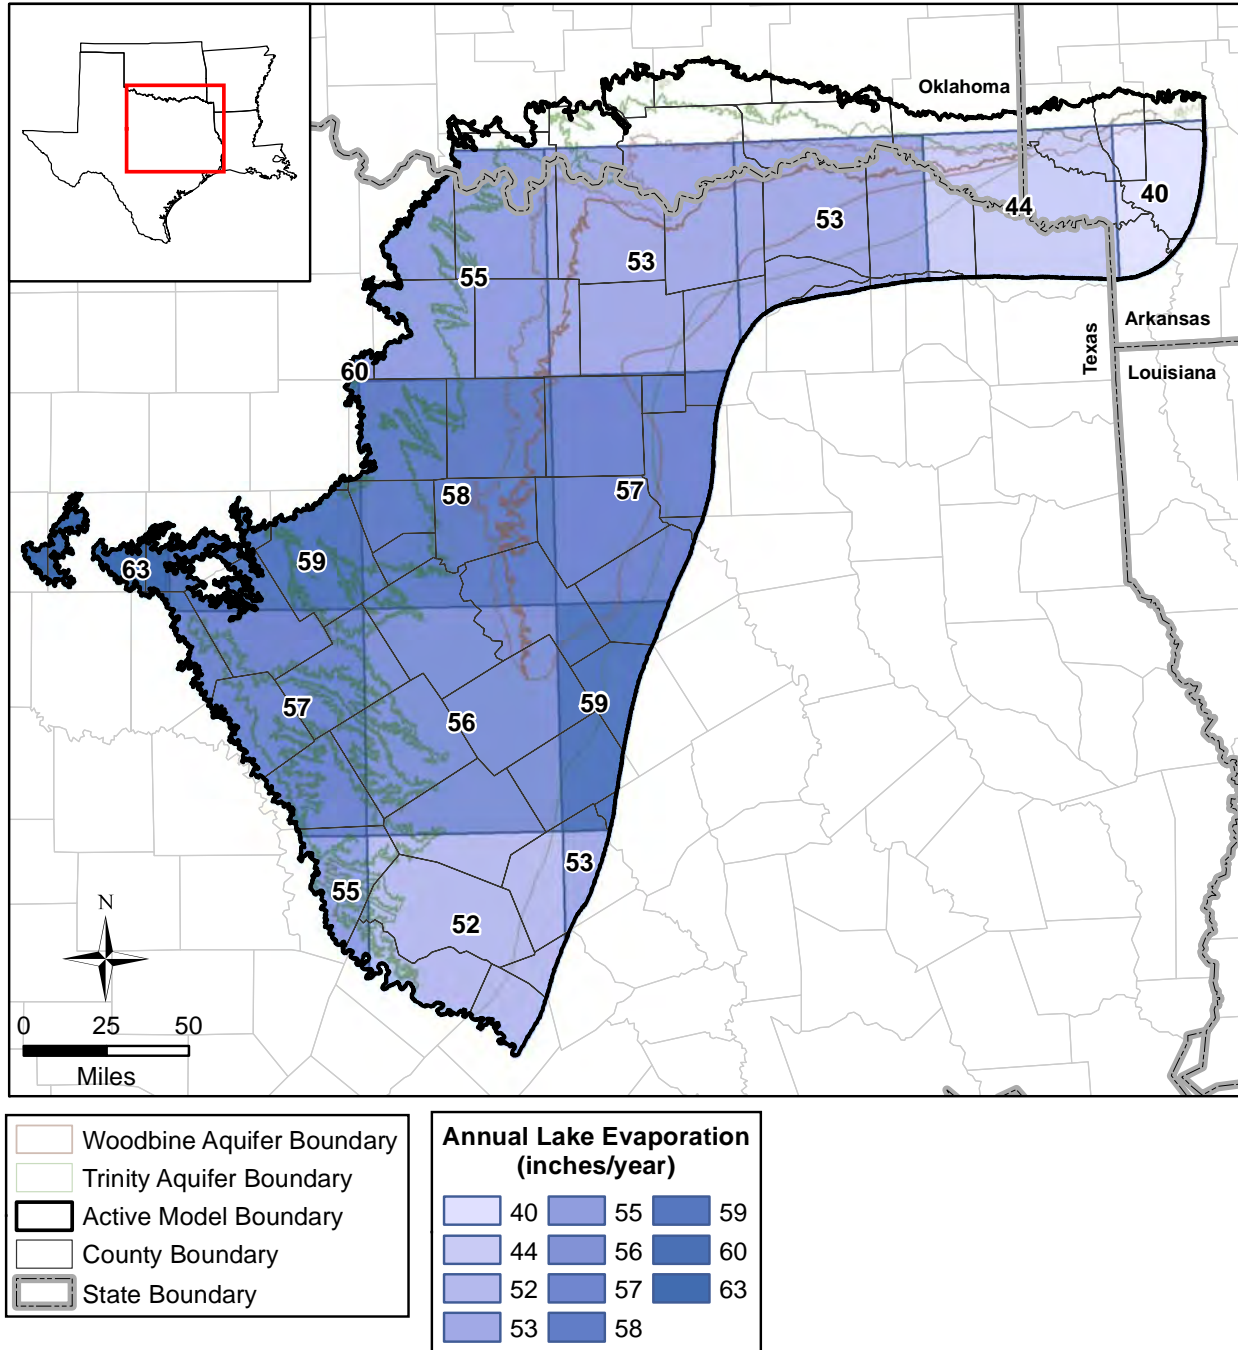 Oklahoma
40
44
53
53
55
Arkansas
Texas
Louisiana
60
58
57
59
63
57
56
59
53
55
52
N
0 25 50
Miles
Woodbine Aquifer Boundary
Trinity Aquifer Boundary
Active Model Boundary
County Boundary
State Boundary
Annual Lake Evaporation
(inches/year)
40 55 59
44 56 60
52 57 63
53 58